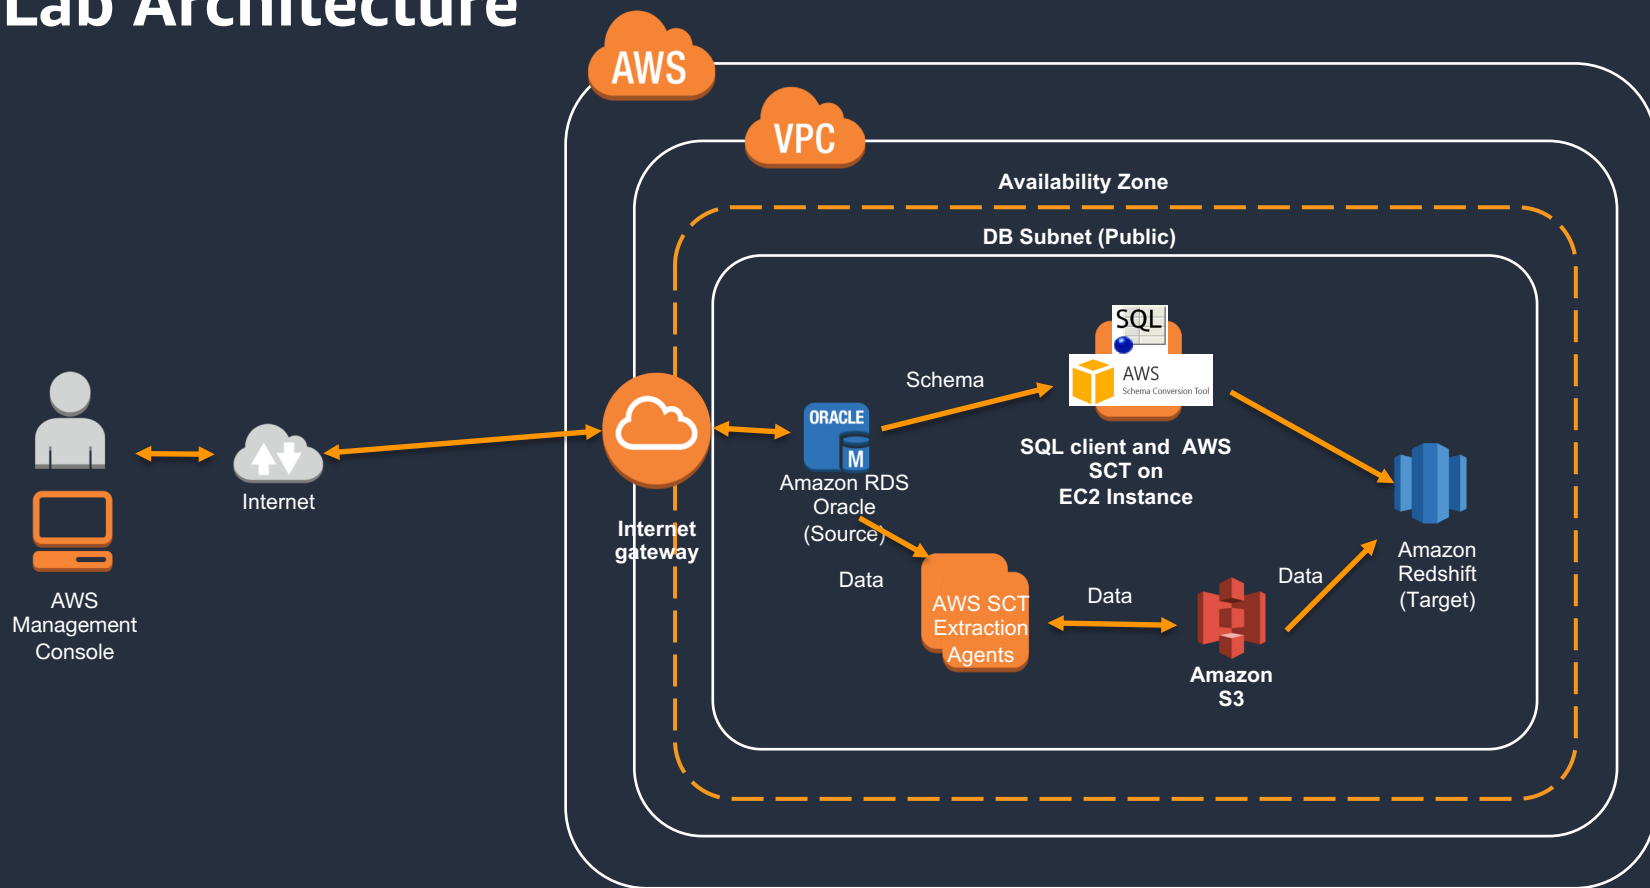 Lab Architecture
AWS
VPC
Availability Zone
DB Subnet (Public)
SQL
AWS
Schema Conversion Tool
Schema
ORACLE
M
SQL client and AWS
SCT on
EC2 Instance
Amazon RDS
Oracle
(Source)
Internet
Internet
gateway
Amazon
Redshift
(Target)
Data
Data
Data
AWS SCT
Extraction
Agents
AWS
Management
Console
Amazon
S3